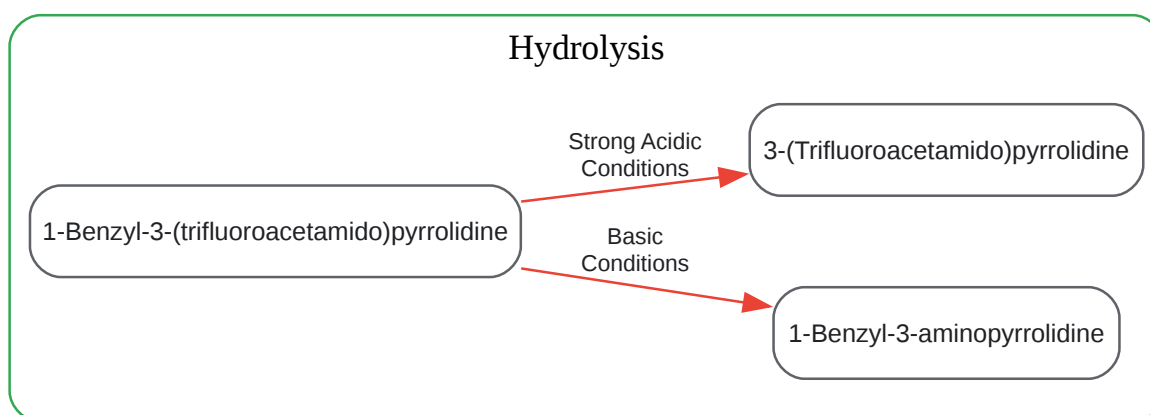 Hydrolysis
1-Benzyl-3-(trifluoroacetamido)pyrrolidine
Strong Acidic
Conditions
3-(Trifluoroacetamido)pyrrolidine
Basic
Conditions
1-Benzyl-3-aminopyrrolidine